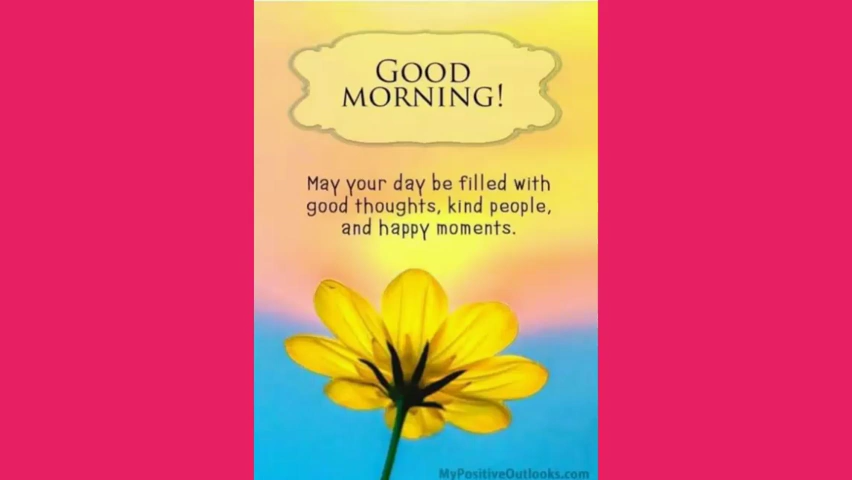 GOOD
MORNING!
May your day be filled with
good thoughts, kind people,
and happy moments.
MyPositiveOutlooks.com